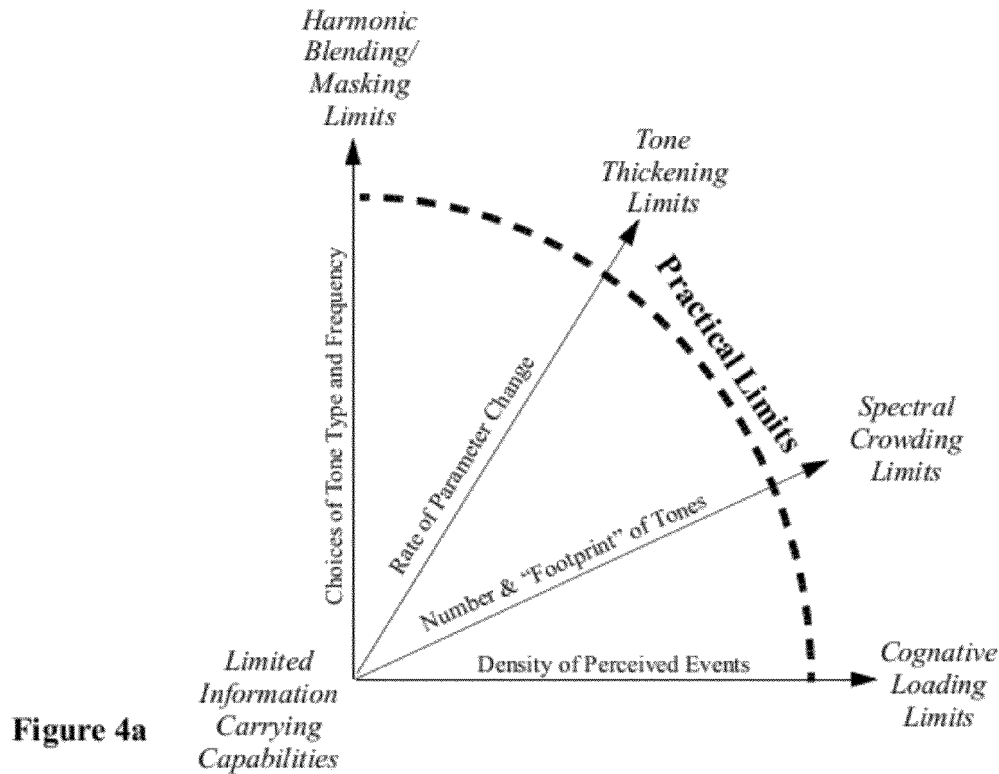 Harmonic
Blending/
Masking
Limits
Tone
Thickening
Limits
Practical Limits
Choices of Tone Type and Frequency
Rate of Parameter Change
Spectral
Crowding
Limits
Number & “Footprint” of Tones
Density of Perceived Events
Cognative
Loading
Limits
Limited
Information
Carrying
Capabilities
Figure 4a